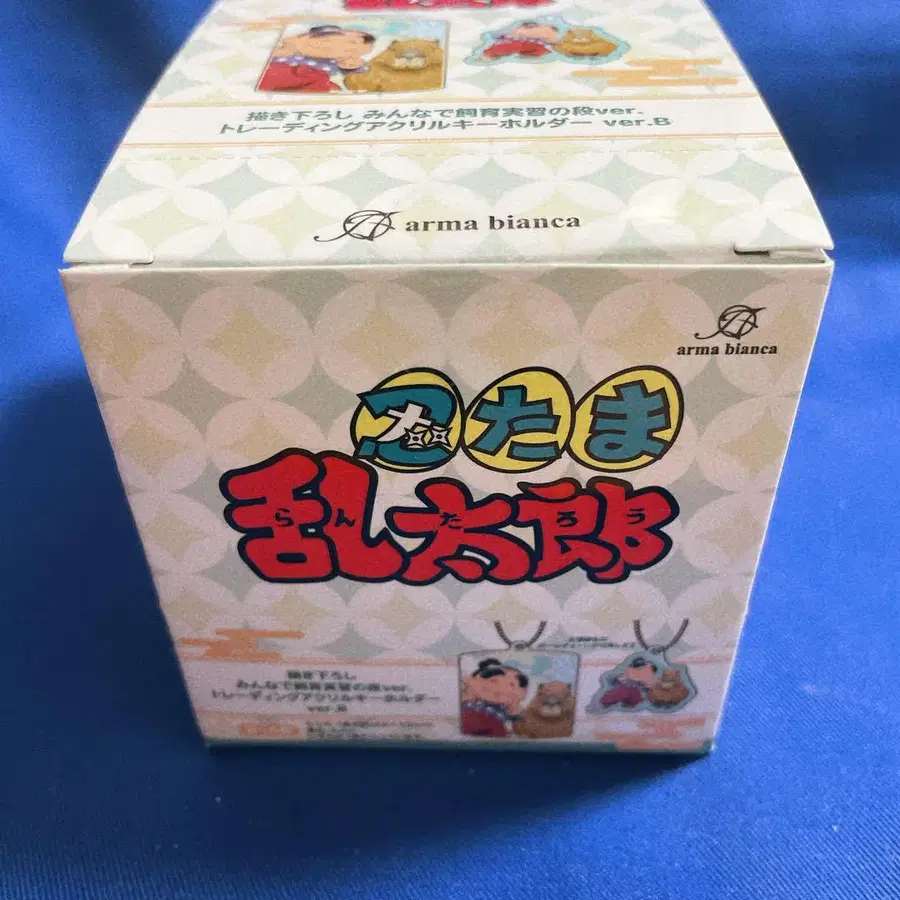 乱太郎
描き下ろし みんなで飼育実習の段ver.
トレーディングアクリルキーホルダー ver.B
arma bianca
arma bianca
忍たま
らんたろう
乱太郎
描き下ろし
みんなで飼育実習の段ver.
トレーディングアクリルキーホルダー
ver.B